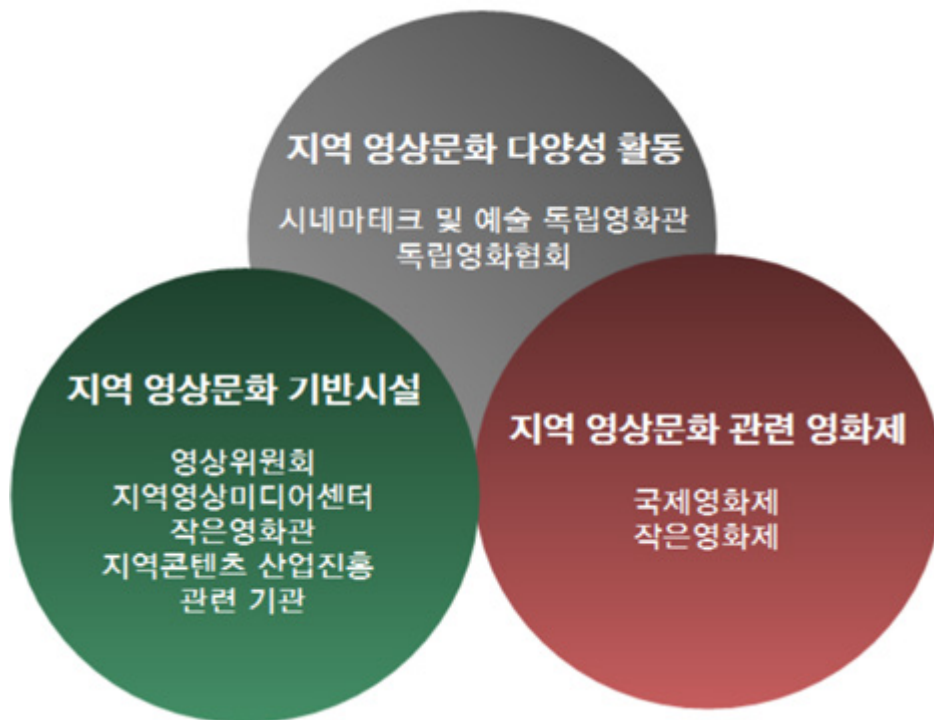 지역 영상문화 다양성 활동
시네마테크 및 예술 독립영화관
독립영화협회
지역 영상문화 기반시설
영상위원회
지역영상미디어센터
작은영화관
지역콘텐츠 산업진흥
관련 기관
지역 영상문화 관련 영화제
국제영화제
작은영화제